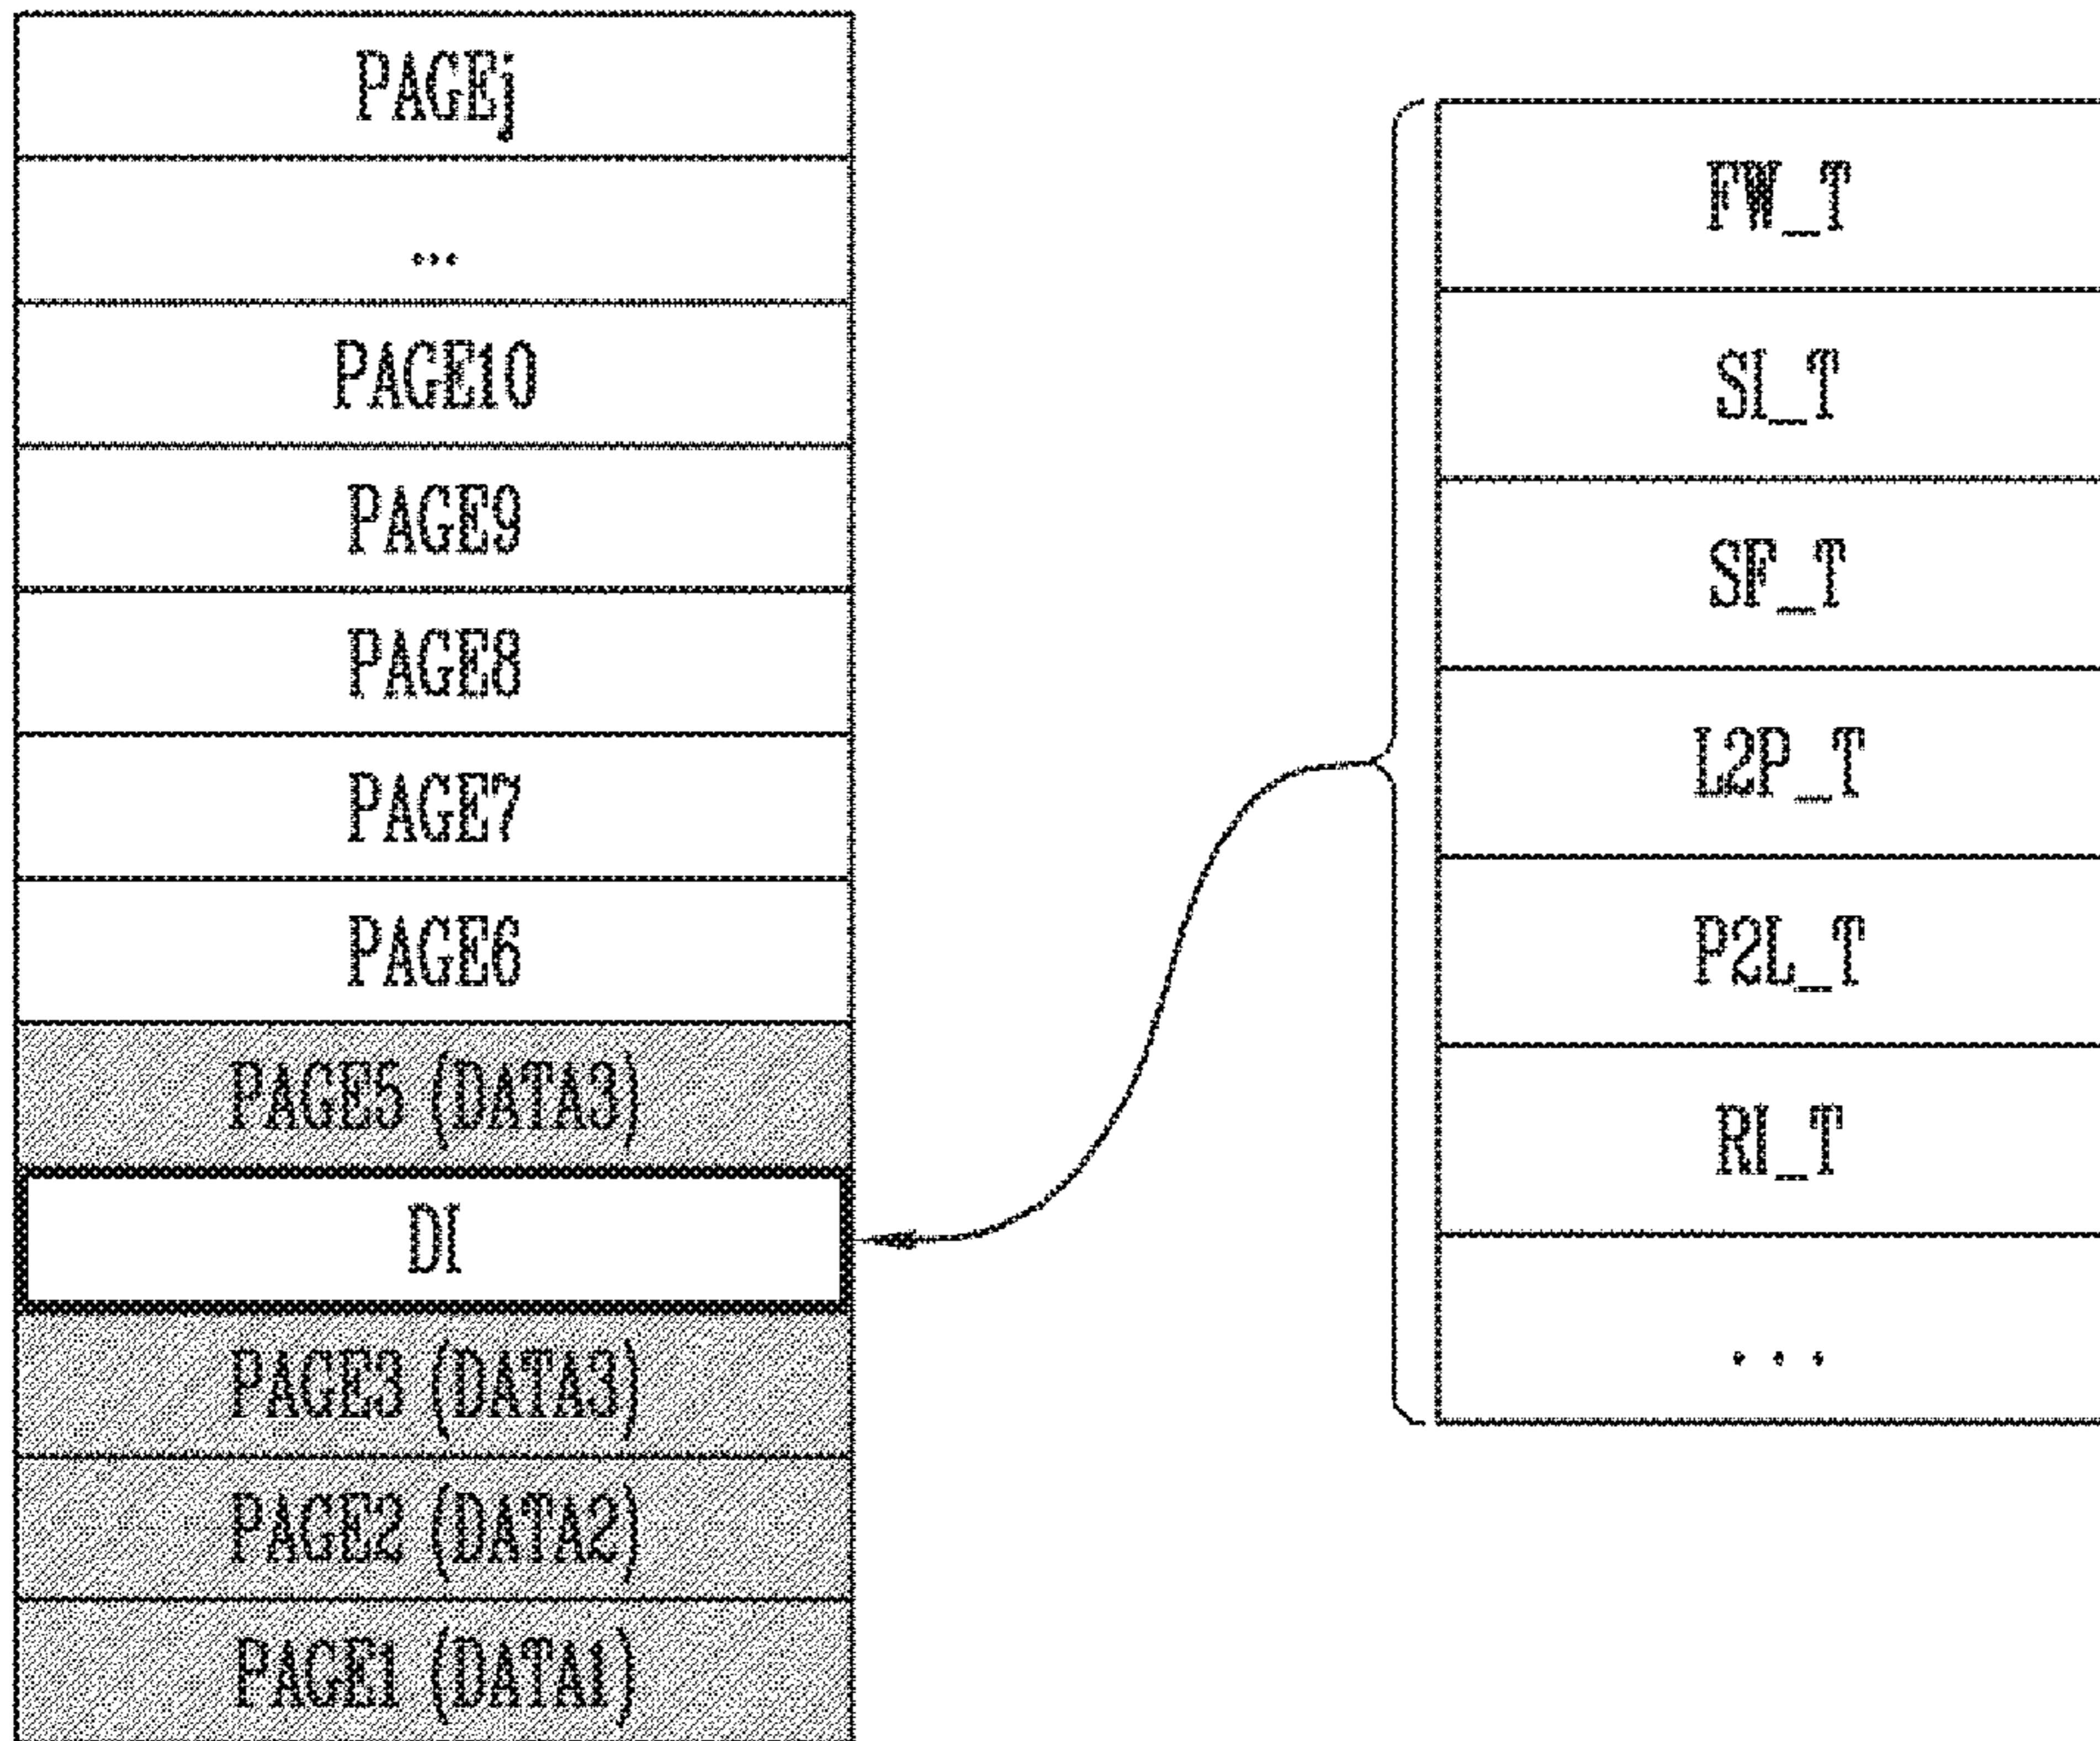 PAGEj
...
PAGE10
PAGE9
PAGE8
PAGE7
PAGE6
PAGE5 (DATA3)
DI
PAGE3 (DATA3)
PAGE2 (DATA2)
PAGE1 (DATA1)
FW_T
SI_T
SF_T
L2P_T
P2L_T
RI_T
...